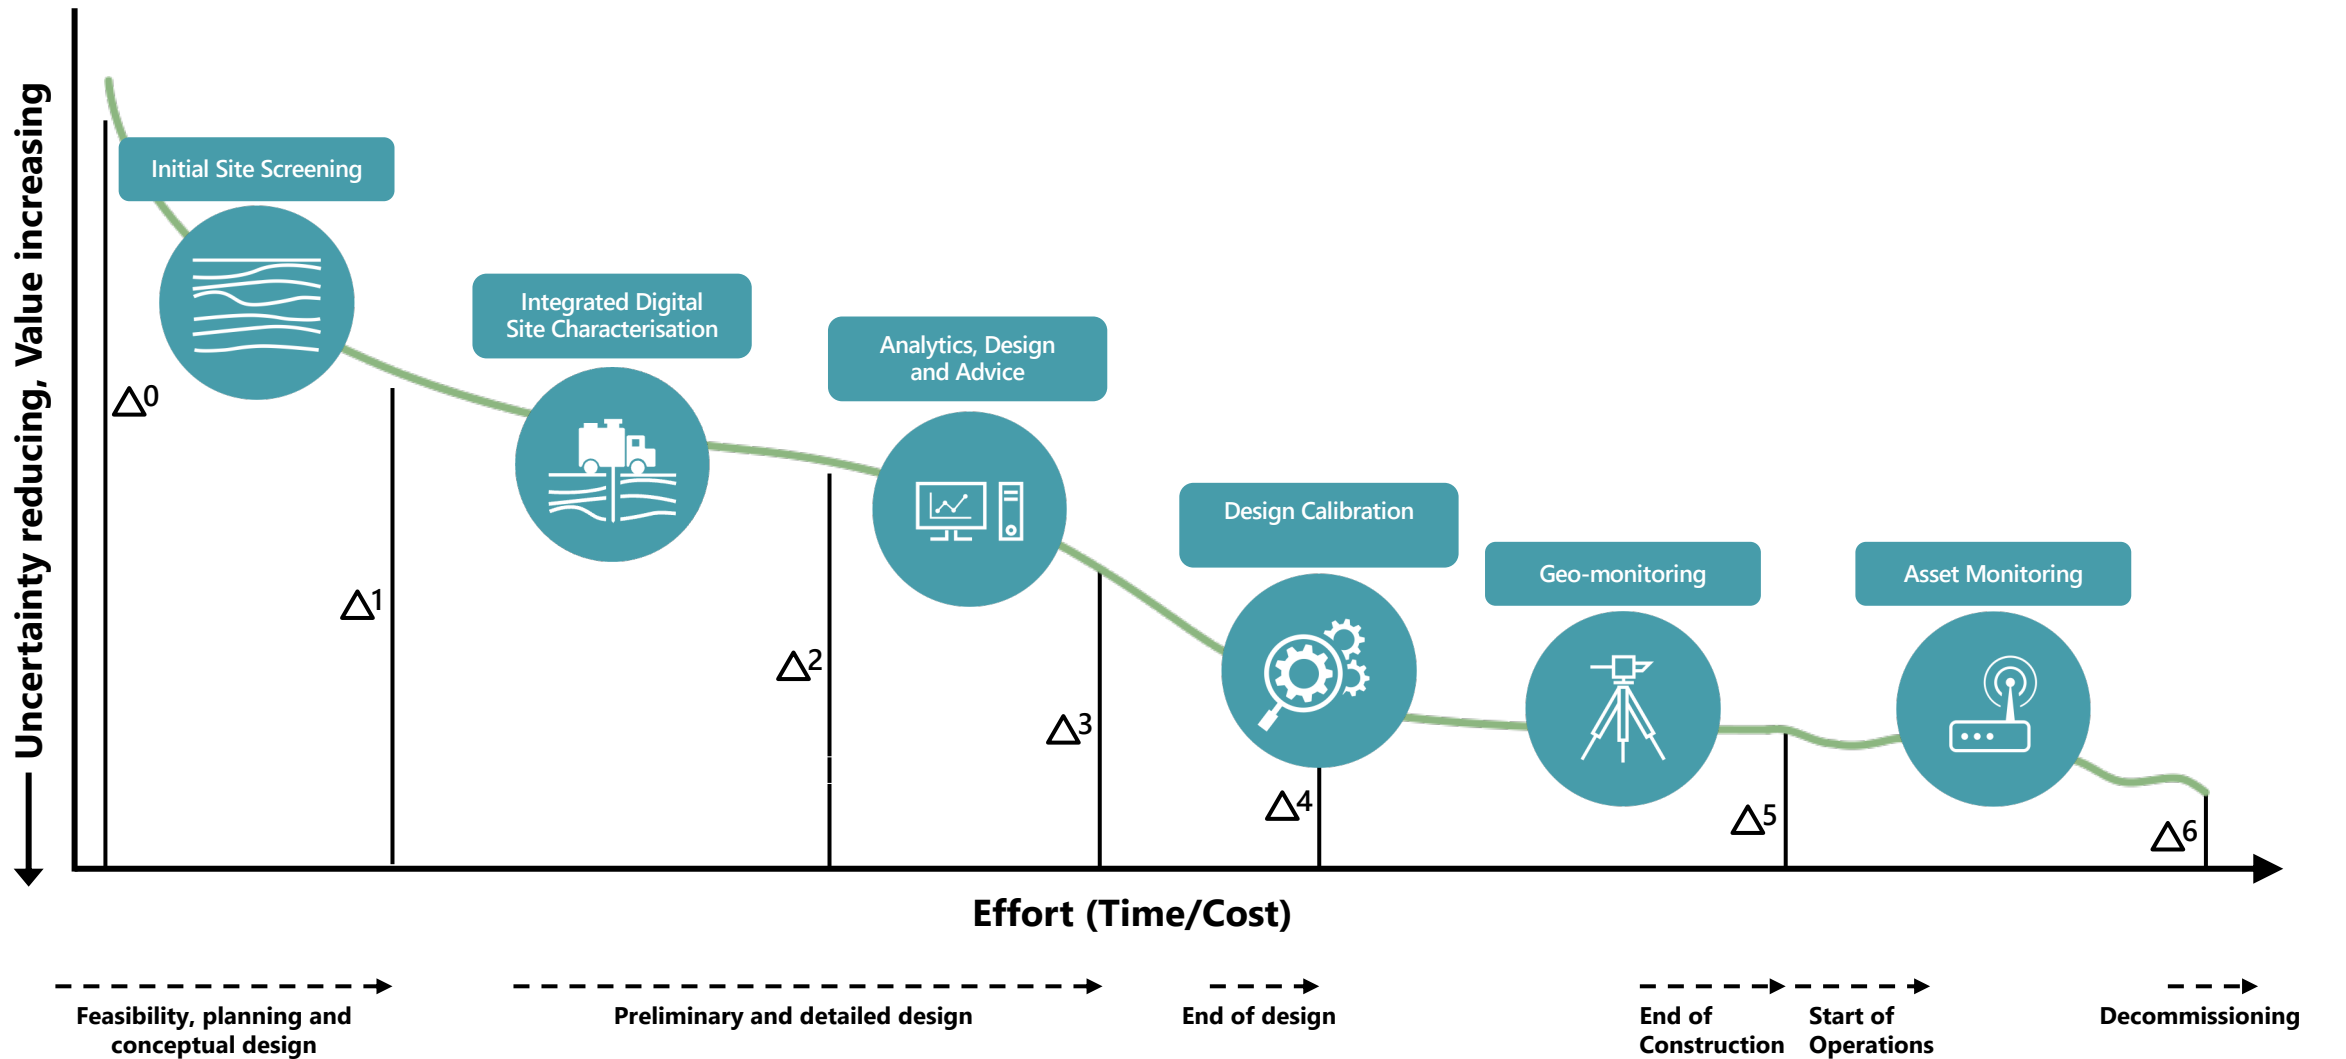 Uncertainty reducing, Value increasing
Initial Site Screening
Integrated Digital
Site Characterisation
Analytics, Design
and Advice
Design Calibration
Geo-monitoring
Asset Monitoring
△0
△1
△2
△3
△4
△5
△6
Effort (Time/Cost)
Feasibility, planning and
conceptual design
Preliminary and detailed design
End of design
End of
Construction
Start of
Operations
Decommissioning